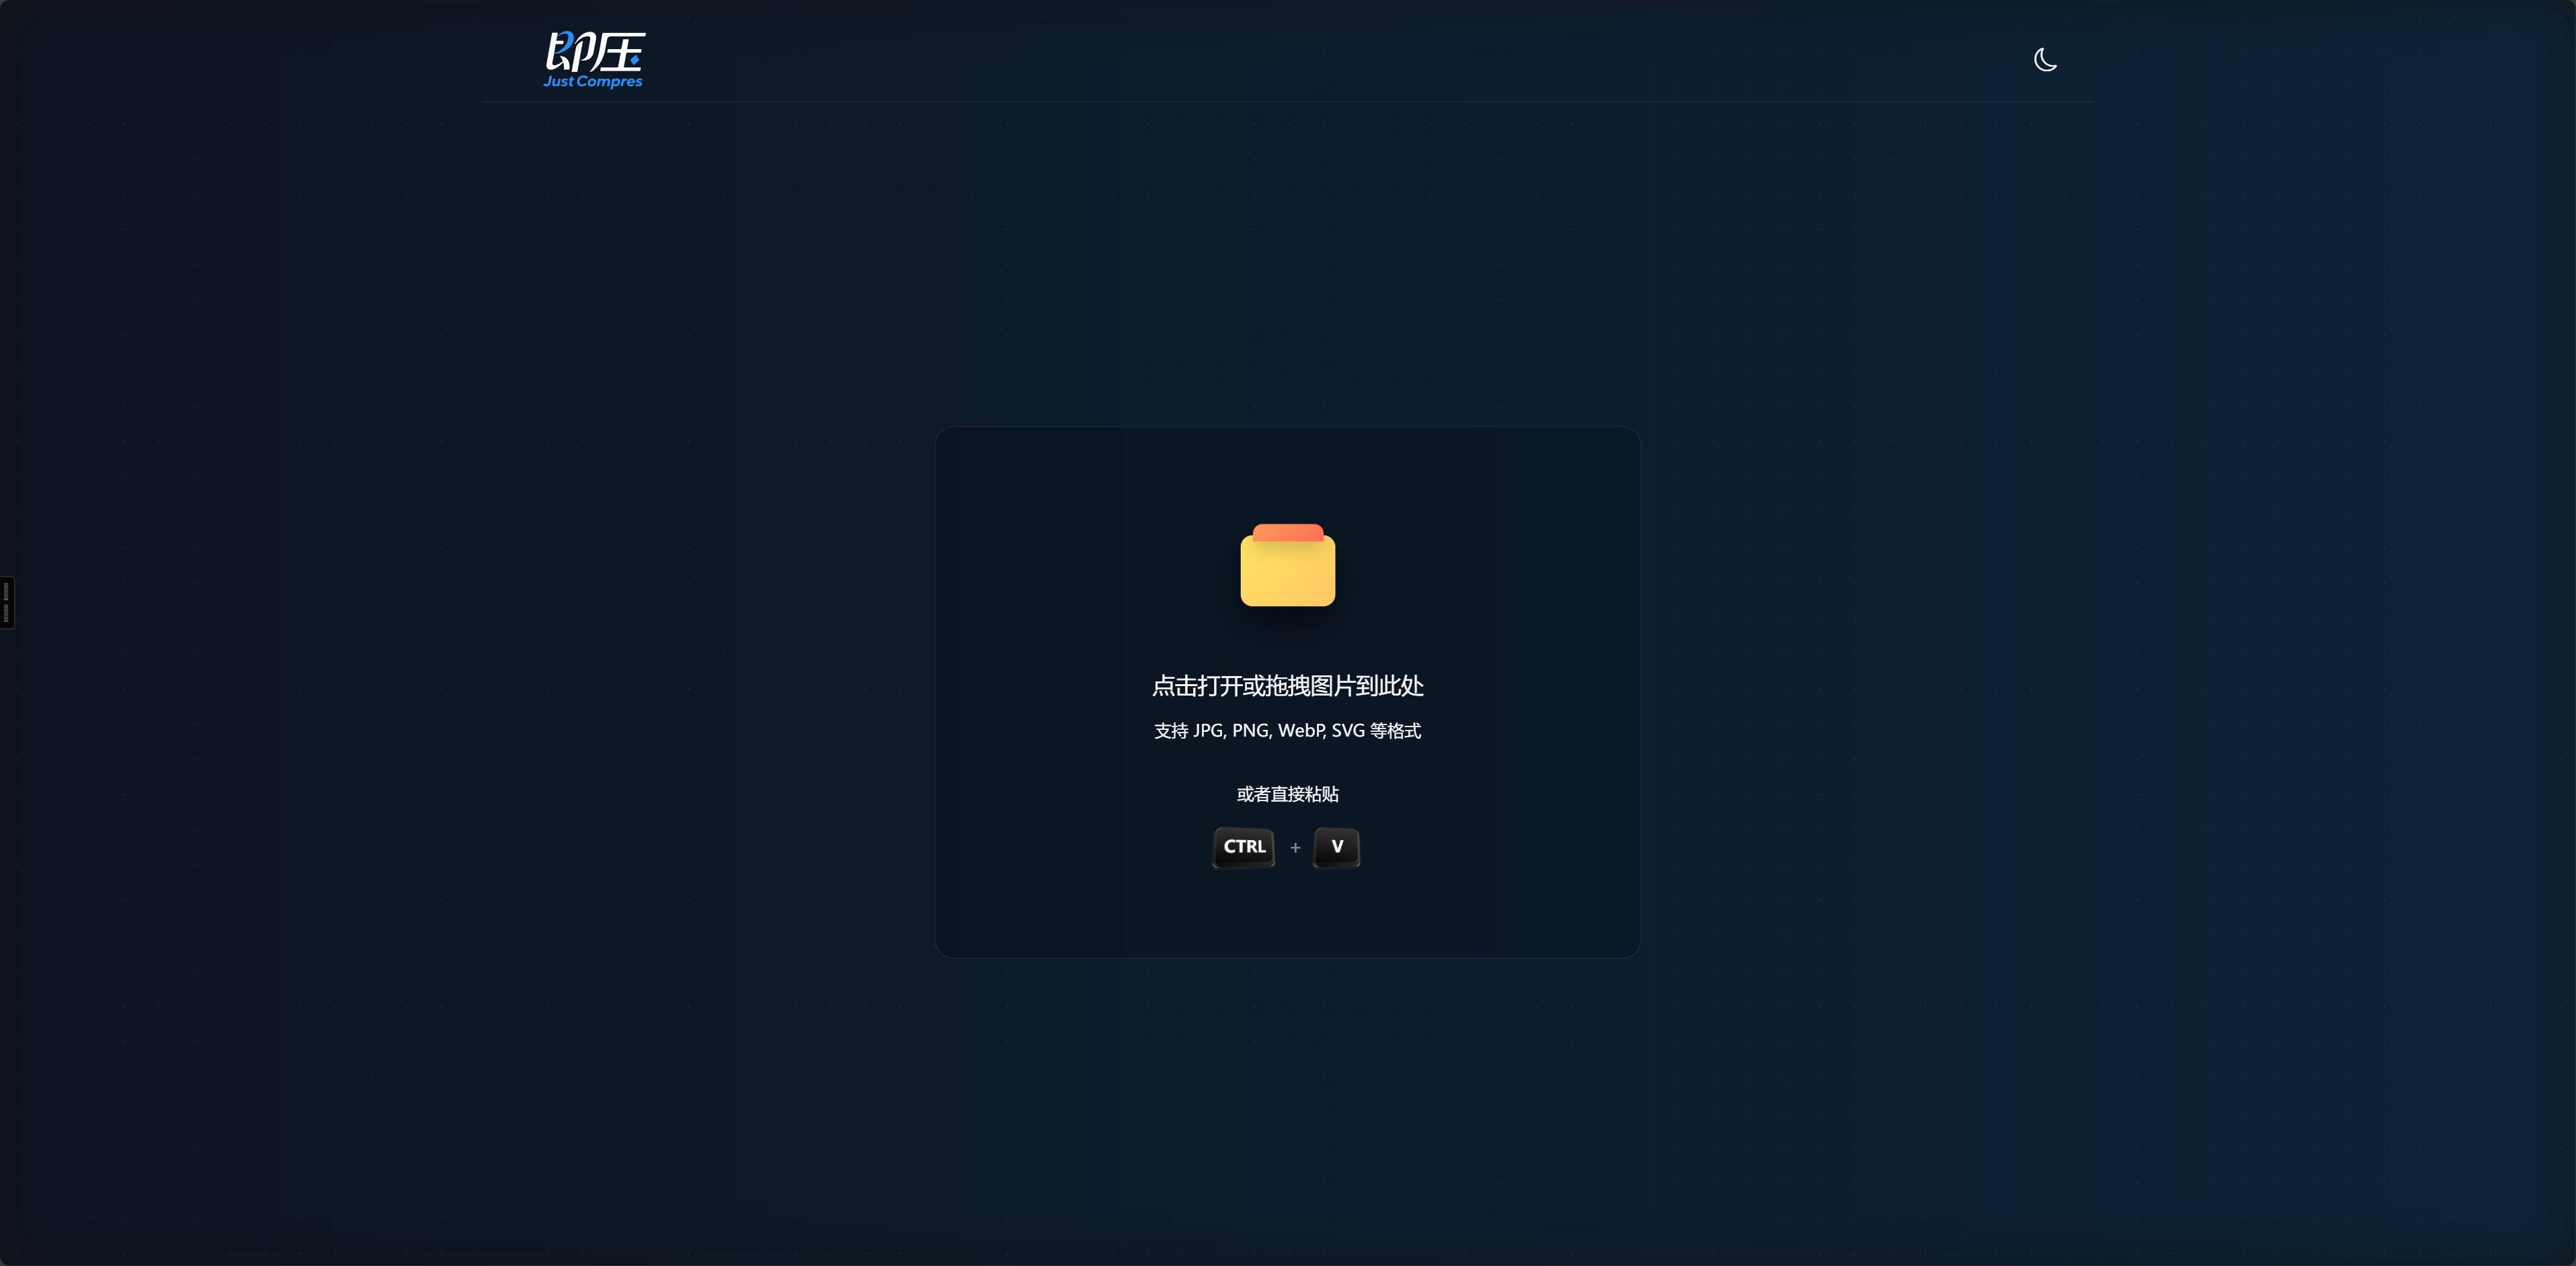 即压
Just Compres
点击打开或拖拽图片到此处
支持 JPG, PNG, WebP, SVG 等格式
或者直接粘贴
CTRL + V